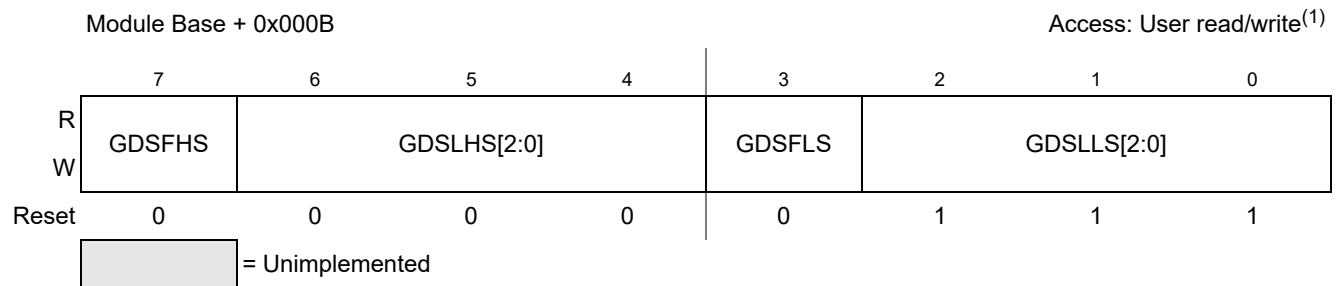 Module Base + 0x000B Access: User read/write(1)
7 6 5 4 3 2 1 0
R
GDSFHS GDSLHS[2:0] GDSFLS GDSLLS[2:0]
W
Reset 0 0 0 0 0 1 1 1
= Unimplemented